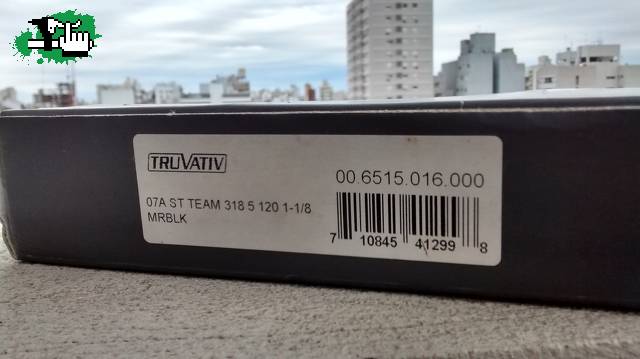 TRUVATIV
00.6515.016.000
07A ST TEAM 318 5 120 1-1/8
MRBLK
7 10845 41299 8